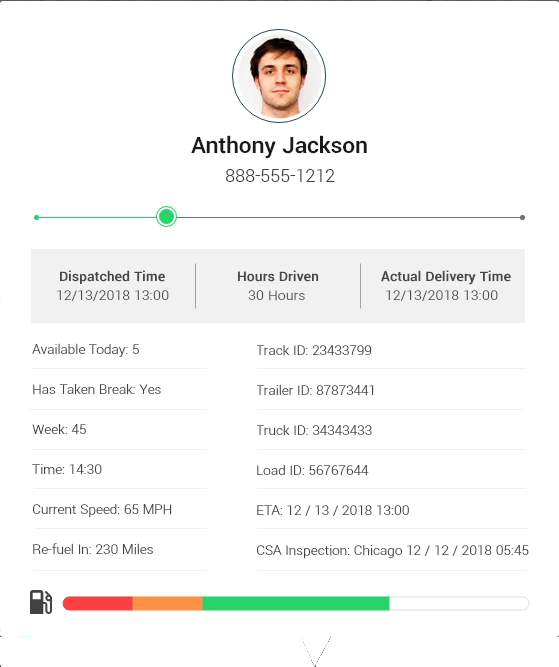 Anthony Jackson
888-555-1212
Dispatched Time
12/13/2018 13:00
Hours Driven
30 Hours
Actual Delivery Time
12/13/2018 13:00
Available Today: 5
Has Taken Break: Yes
Week: 45
Time: 14:30
Current Speed: 65 MPH
Re-fuel In: 230 Miles
Track ID: 23433799
Trailer ID: 87873441
Truck ID: 34343433
Load ID: 56767644
ETA: 12 / 13 / 2018 13:00
CSA Inspection: Chicago 12 / 12 / 2018 05:45